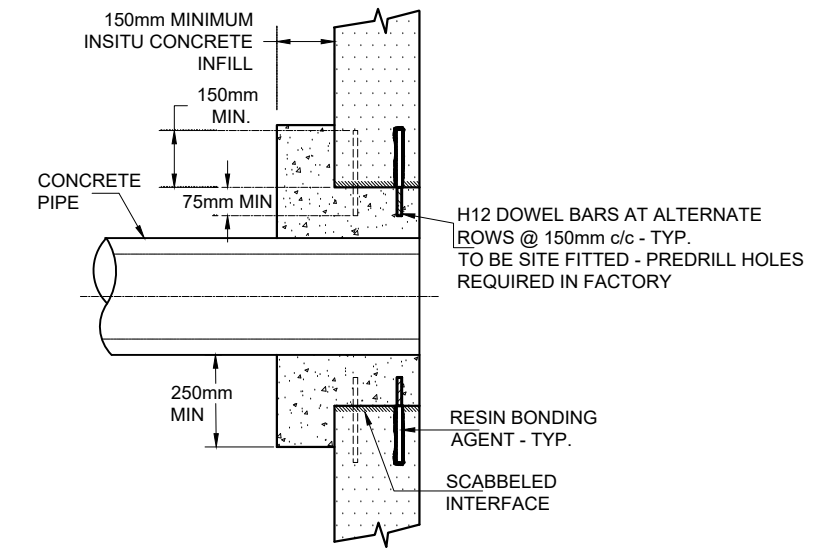 150mm MINIMUM
INSITU CONCRETE
INFILL
150mm
MIN.
CONCRETE
PIPE
75mm MIN
H12 DOWEL BARS AT ALTERNATE
ROWS @ 150mm c/c - TYP.
TO BE SITE FITTED - PREDRILL HOLES
REQUIRED IN FACTORY
250mm
MIN
RESIN BONDING
AGENT - TYP.
SCABBELED
INTERFACE